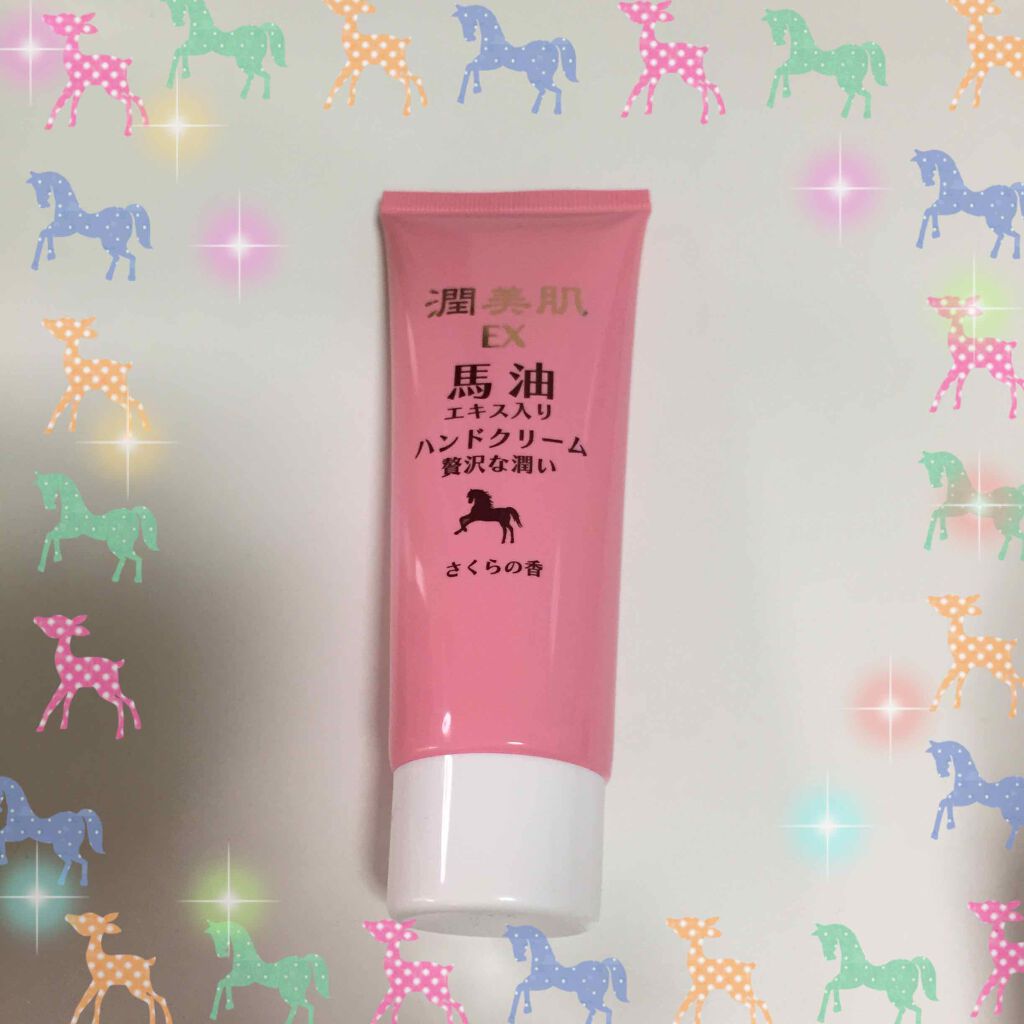 潤美肌
EX
馬油
エキス入り
ハンドクリーム
贅沢な潤い
さくらの香